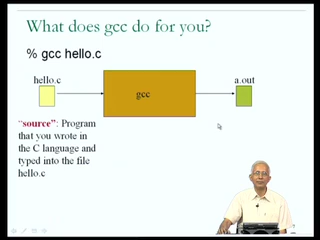 What does gcc do for you?
% gcc hello.c
hello.c
a.out
gcc
"source": Program
that you wrote in
the C language and
typed into the file
hello.c